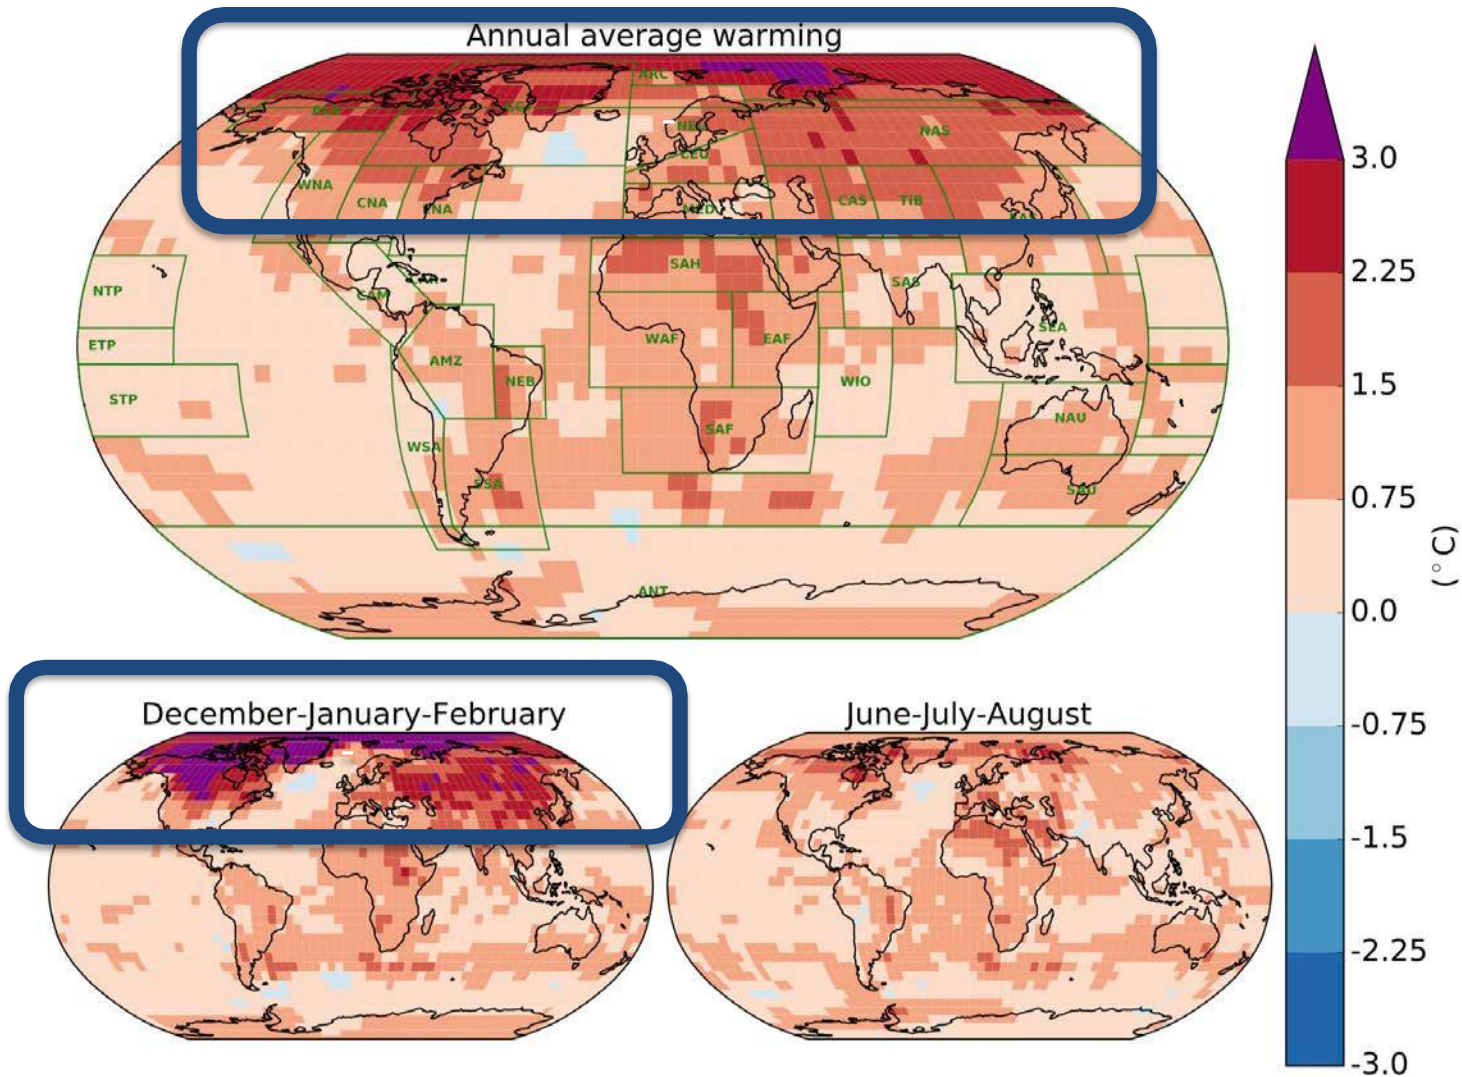 Annual average warming
ARC
NAS
CEU
WNA
CNA
ENA
MED
CAS
TIB
SAH
SAS
NTP
CAM
SEA
ETP
WAF
EAF
AMZ
NEB
WIO
STP
NAU
SAF
WSA
SSA
SAU
ANT
December-January-February
June-July-August
3.0
2.25
1.5
0.75
0.0
-0.75
-1.5
-2.25
-3.0
(°C)